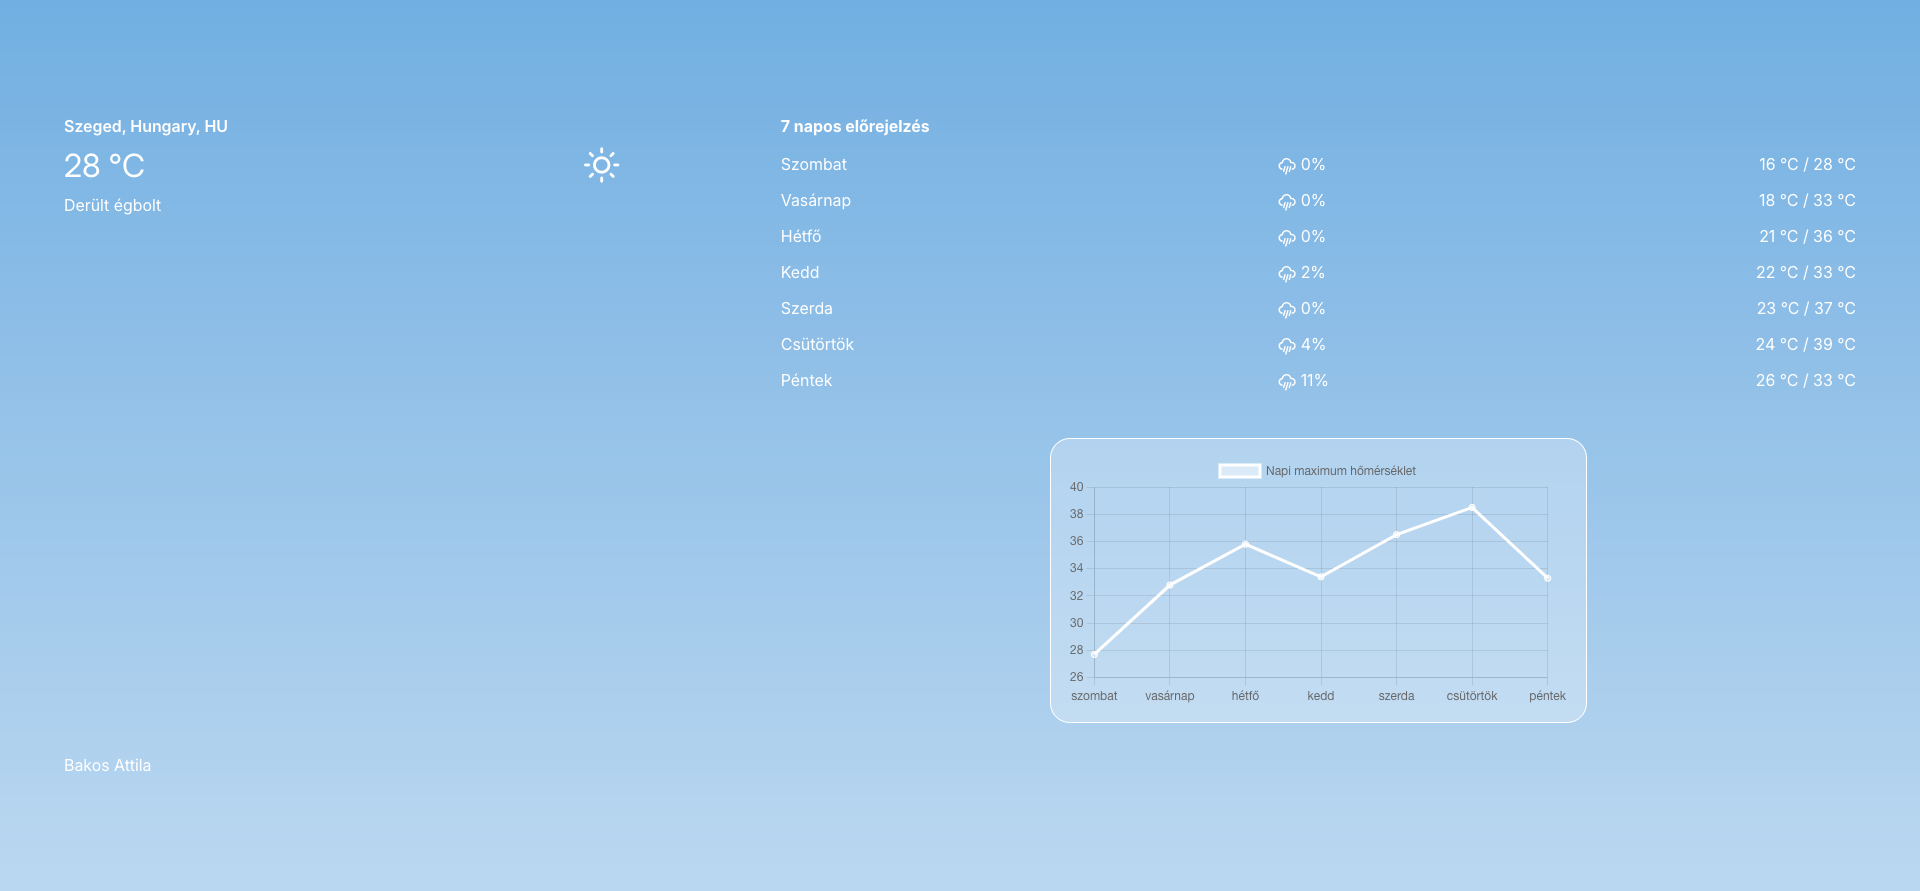 Szeged, Hungary, HU
28 °C
Derült égbolt
7 napos előrejelzés
Szombat 0% 16 °C / 28 °C
Vasárnap 0% 18 °C / 33 °C
Hétfő 0% 21 °C / 36 °C
Kedd 2% 22 °C / 33 °C
Szerda 0% 23 °C / 37 °C
Csütörtök 4% 24 °C / 39 °C
Péntek 11% 26 °C / 33 °C
Napi maximum hőmérséklet
40
38
36
34
32
30
28
26
szombat vasárnap hétfő kedd szerda csütörtök péntek
Bakos Attila